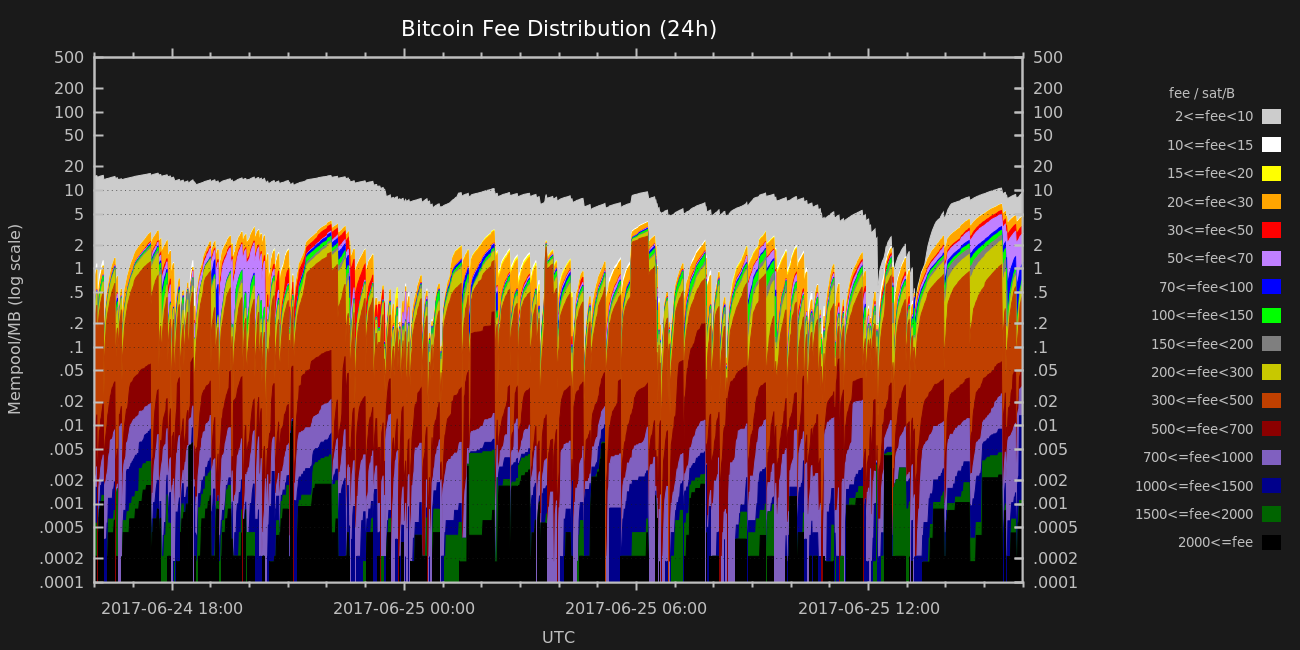 Bitcoin Fee Distribution (24h)
500
200
100
50
20
10
5
2
1
.5
.2
.1
.05
.02
.01
.005
.002
.001
.0005
.0002
.0001
Mempool/MB (log scale)
500
200
100
50
20
10
5
2
1
.5
.2
.1
.05
.02
.01
.005
.002
.001
.0005
.0002
.0001
2017-06-24 18:00 2017-06-25 00:00 2017-06-25 06:00 2017-06-25 12:00
UTC
fee / sat/B
2<=fee<10
10<=fee<15
15<=fee<20
20<=fee<30
30<=fee<50
50<=fee<70
70<=fee<100
100<=fee<150
150<=fee<200
200<=fee<300
300<=fee<500
500<=fee<700
700<=fee<1000
1000<=fee<1500
1500<=fee<2000
2000<=fee